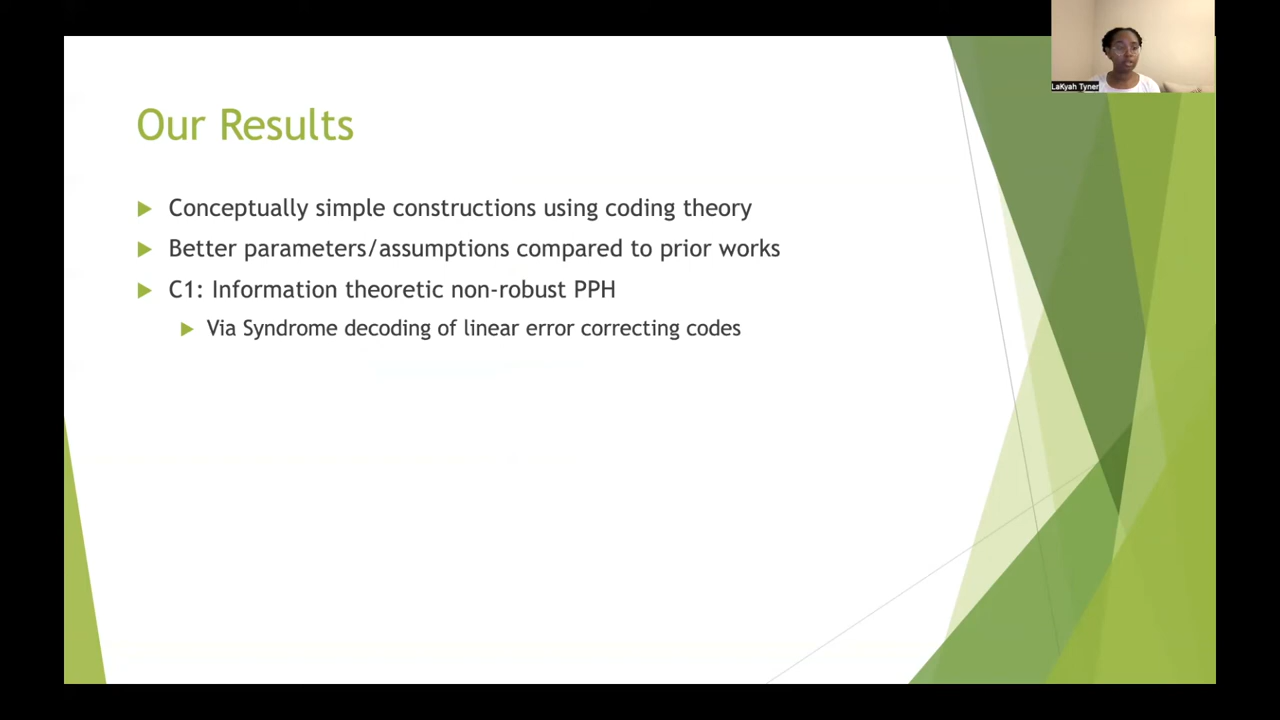 LaKyah Tyner
Our Results
Conceptually simple constructions using coding theory
Better parameters/assumptions compared to prior works
C1: Information theoretic non-robust PPH
Via Syndrome decoding of linear error correcting codes